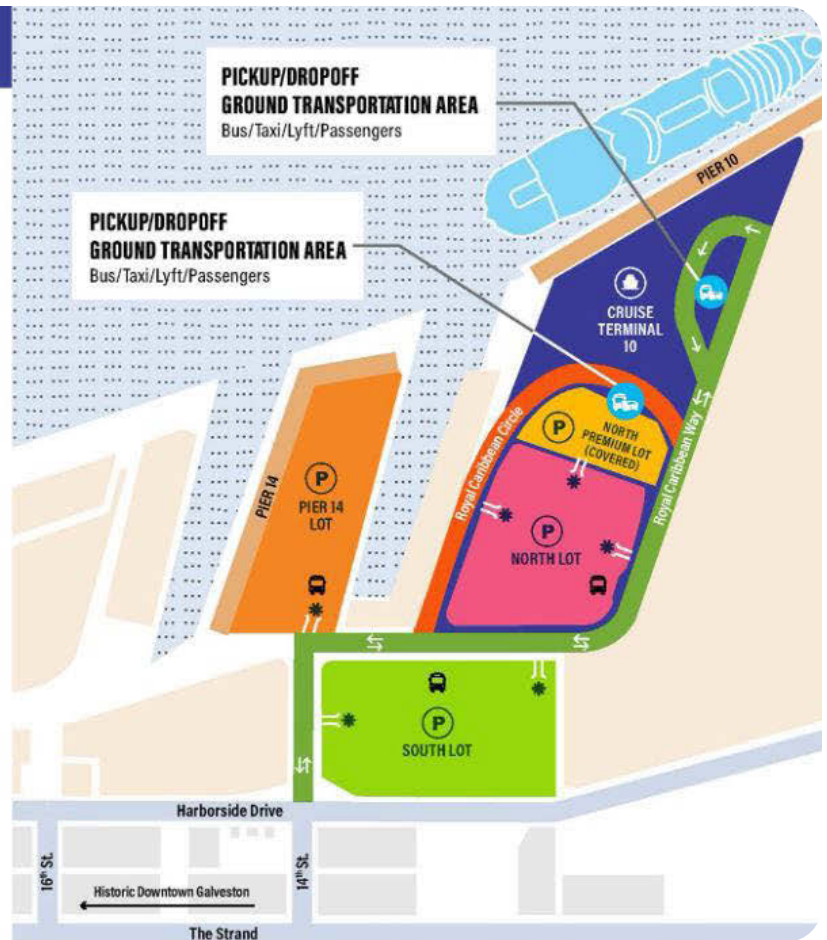 PICKUP/DROPOFF
GROUND TRANSPORTATION AREA
Bus/Taxi/Lyft/Passengers
PIER 10
PICKUP/DROPOFF
GROUND TRANSPORTATION AREA
Bus/Taxi/Lyft/Passengers
CRUISE
TERMINAL
10
Royal Caribbean Circle
P
NORTH
PREMIUM LOT
(COVERED)
Royal Caribbean Way
PIER 14
P
PIER 14
LOT
P
NORTH LOT
P
SOUTH LOT
Harborside Drive
16th St.
14th St.
Historic Downtown Galveston
The Strand